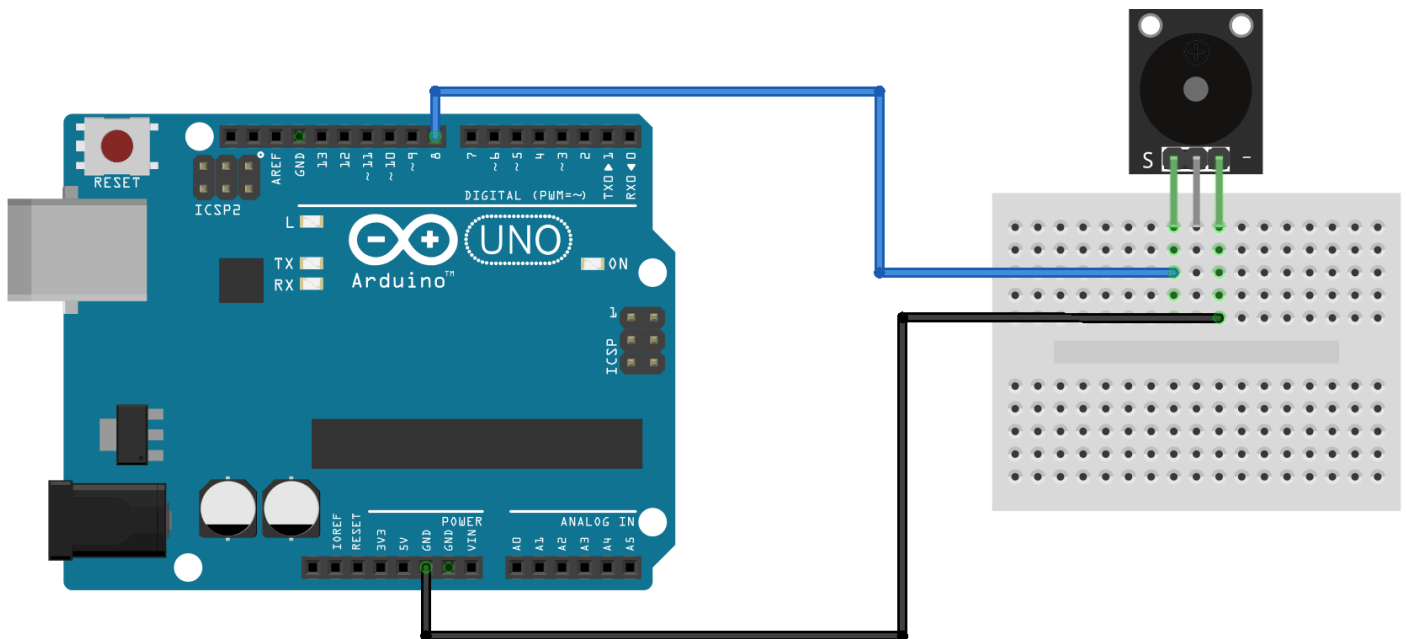 S -
RESET
ICSP2
AREF
GND
13
12
~11
~10
~9
8
7
~6
~5
4
~3
2
TX0▶1
RX0◀0
DIGITAL (PWM=~)
L
TX
RX
Arduino™
UNO
ON
1
ICSP
POWER
ANALOG IN
IOREF
RESET
3V3
5V
GND
GND
VIN
A0
A1
A2
A3
A4
A5